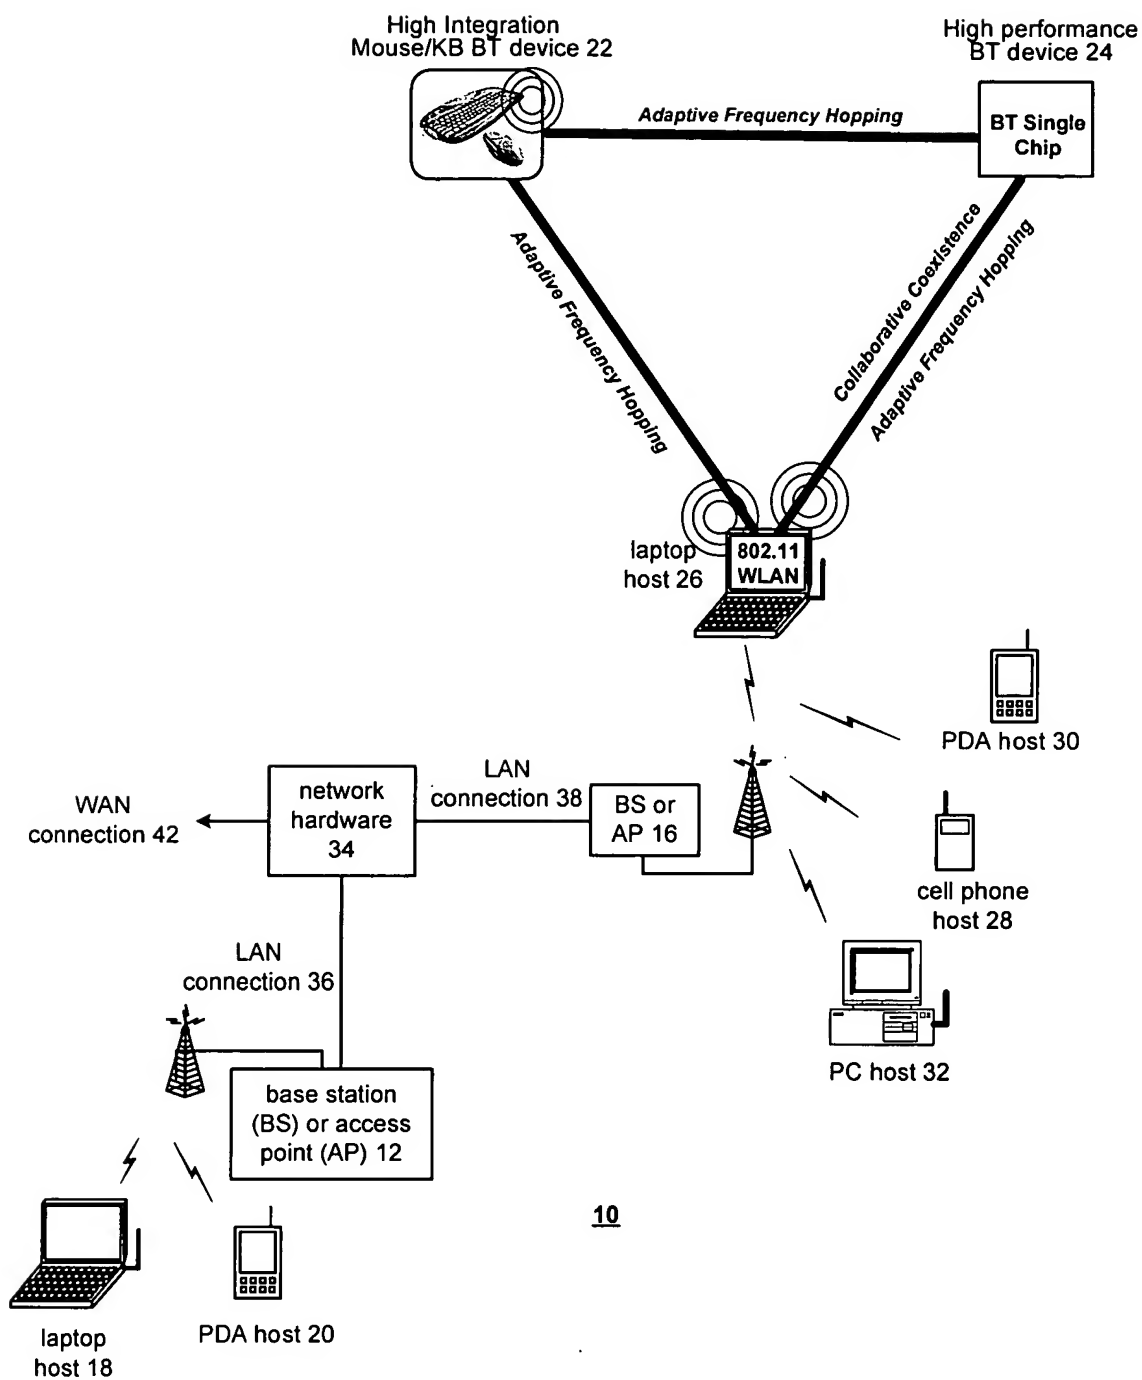 High Integration
Mouse/KB BT device 22
High performance
BT device 24
Adaptive Frequency Hopping
BT Single
Chip
Adaptive Frequency Hopping
Collaborative Coexistence
Adaptive Frequency Hopping
laptop
host 26
802.11
WLAN
PDA host 30
LAN
connection 38
network
hardware
34
WAN
connection 42
BS or
AP 16
cell phone
host 28
LAN
connection 36
PC host 32
base station
(BS) or access
point (AP) 12
10
PDA host 20
laptop
host 18